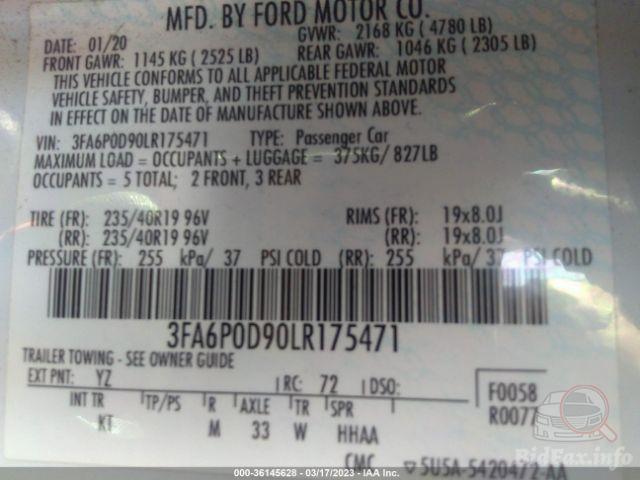 MFD. BY FORD MOTOR CO.
DATE: 01/20 GVWR: 2168 KG (4780 LB)
FRONT GAWR: 1145 KG (2525 LB) REAR GAWR: 1046 KG (2305 LB)
THIS VEHICLE CONFORMS TO ALL APPLICABLE FEDERAL MOTOR
VEHICLE SAFETY, BUMPER, AND THEFT PREVENTION STANDARDS
IN EFFECT ON THE DATE OF MANUFACTURE SHOWN ABOVE.
VIN: 3FA6P0D90LR175471 TYPE: Passenger Car
MAXIMUM LOAD = OCCUPANTS + LUGGAGE = 375KG/ 827LB
OCCUPANTS = 5 TOTAL; 2 FRONT, 3 REAR
TIRE (FR): 235/40R19 96V RIMS (FR): 19x8.0J
(RR): 235/40R19 96V (RR): 19x8.0J
PRESSURE (FR): 255 kPa/ 37 PSI COLD (RR): 255 kPa/ 37 PSI COLD
3FA6P0D90LR175471
TRAILER TOWING - SEE OWNER GUIDE
EXT PNT: YZ RC: 72 DSO: F0058
INT TR TP/PS R AXLE TR SPR R0077
KT M 33 W HHAA
CMC ▽5U5A-5420472-AA
BidFax.info
000-36145628 - 03/17/2023 - IAA Inc.